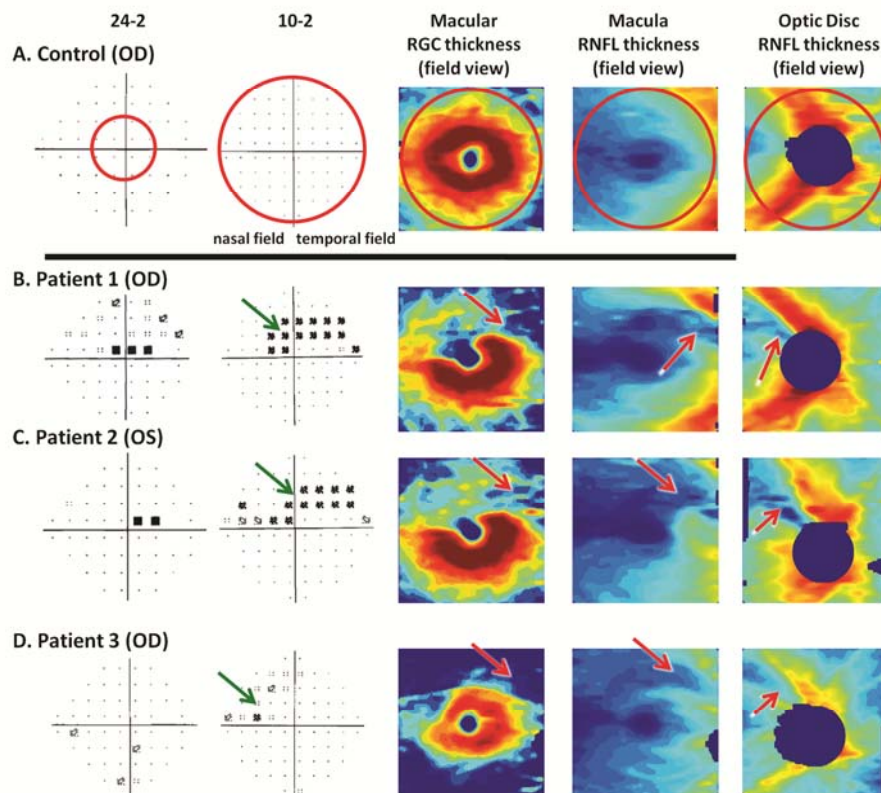 24-2
10-2
Macular
RGC thickness
(field view)
Macula
RNFL thickness
(field view)
Optic Disc
RNFL thickness
(field view)
A. Control (OD)
nasal field
temporal field
B. Patient 1 (OD)
C. Patient 2 (OS)
D. Patient 3 (OD)